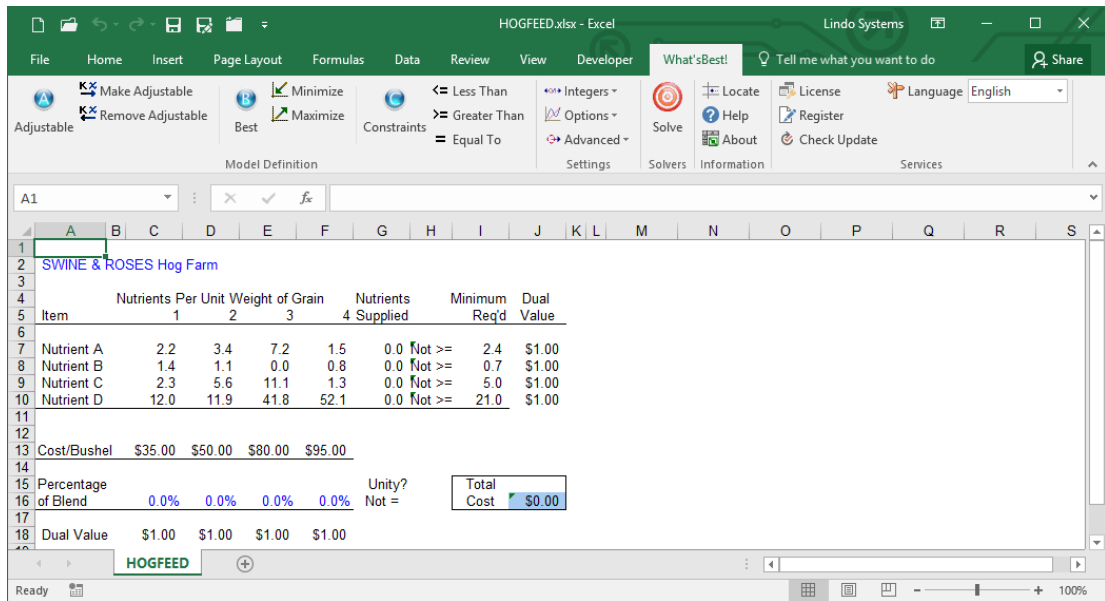 HOGFEED.xlsx - Excel Lindo Systems
File Home Insert Page Layout Formulas Data Review View Developer What'sBest! Tell me what you want to do Share
Adjustable Make Adjustable Remove Adjustable
Best Minimize Maximize
Constraints <= Less Than >= Greater Than = Equal To
Integers Options Advanced
Solve
Locate Help About
License Register Check Update
Language English
Model Definition Settings Solvers Information Services
A1 fx
A B C D E F G H I J K L M N O P Q R S
1
2 SWINE & ROSES Hog Farm
3
4 Nutrients Per Unit Weight of Grain Nutrients Minimum Dual
5 Item 1 2 3 4 Supplied Req'd Value
6
7 Nutrient A 2.2 3.4 7.2 1.5 0.0 Not >= 2.4 $1.00
8 Nutrient B 1.4 1.1 0.0 0.8 0.0 Not >= 0.7 $1.00
9 Nutrient C 2.3 5.6 11.1 1.3 0.0 Not >= 5.0 $1.00
10 Nutrient D 12.0 11.9 41.8 52.1 0.0 Not >= 21.0 $1.00
11
12
13 Cost/Bushel $35.00 $50.00 $80.00 $95.00
14
15 Percentage Unity? Total
16 of Blend 0.0% 0.0% 0.0% 0.0% Not = Cost $0.00
17
18 Dual Value $1.00 $1.00 $1.00 $1.00
HOGFEED
Ready 100%